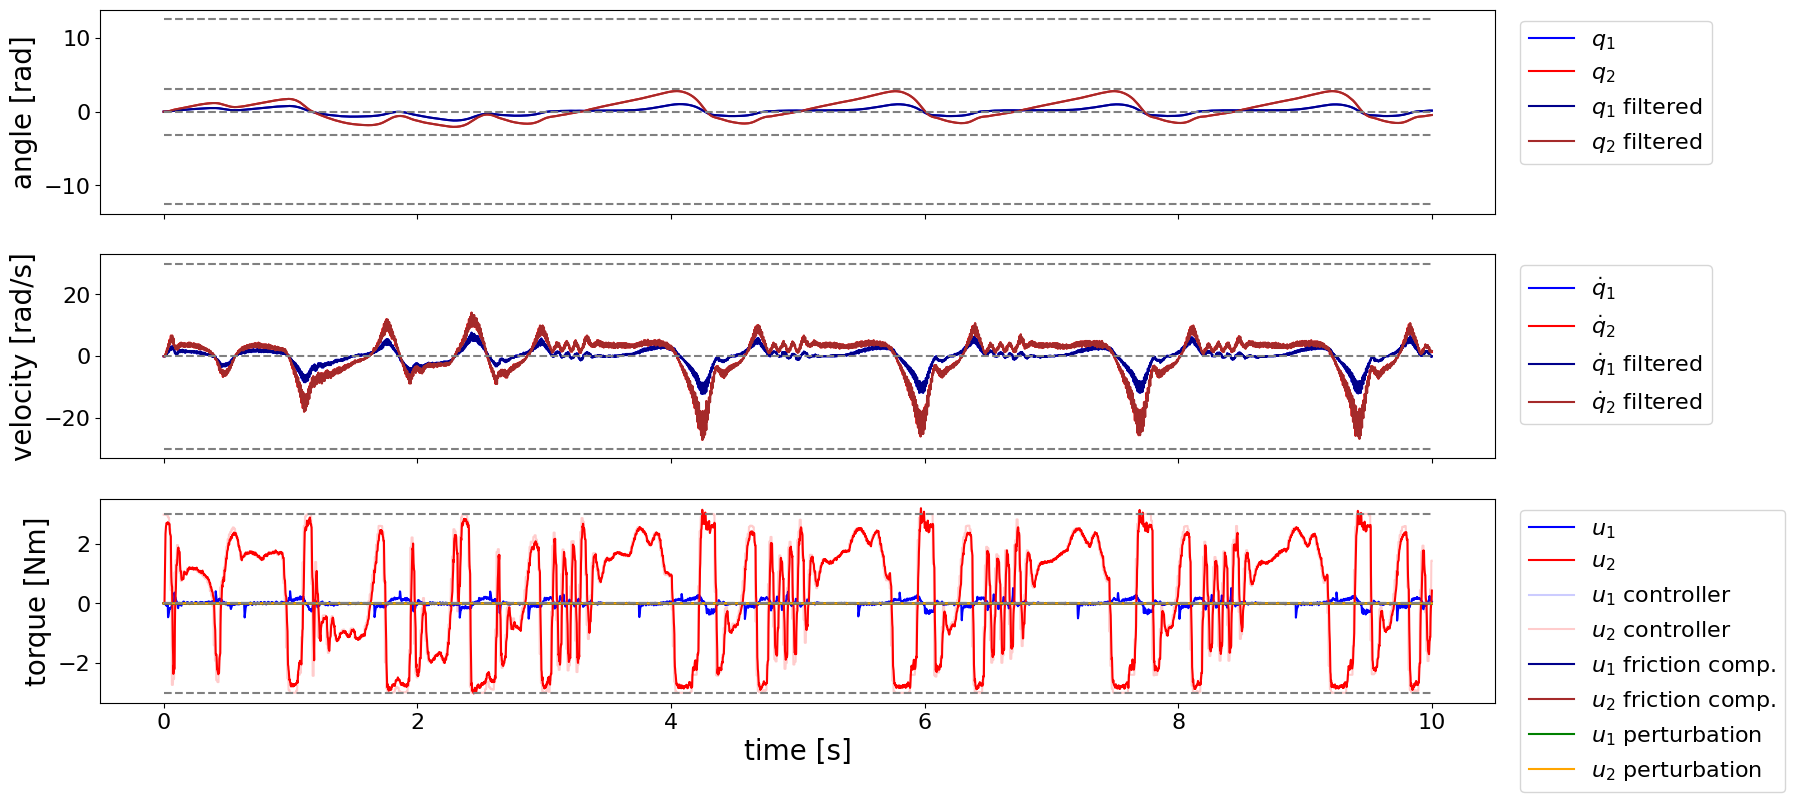 angle [rad]
10
0
−10
q₁
q₂
q₁ filtered
q₂ filtered
velocity [rad/s]
20
0
−20
q̇₁
q̇₂
q̇₁ filtered
q̇₂ filtered
torque [Nm]
2
0
−2
0 2 4 6 8 10
time [s]
u₁
u₂
u₁ controller
u₂ controller
u₁ friction comp.
u₂ friction comp.
u₁ perturbation
u₂ perturbation